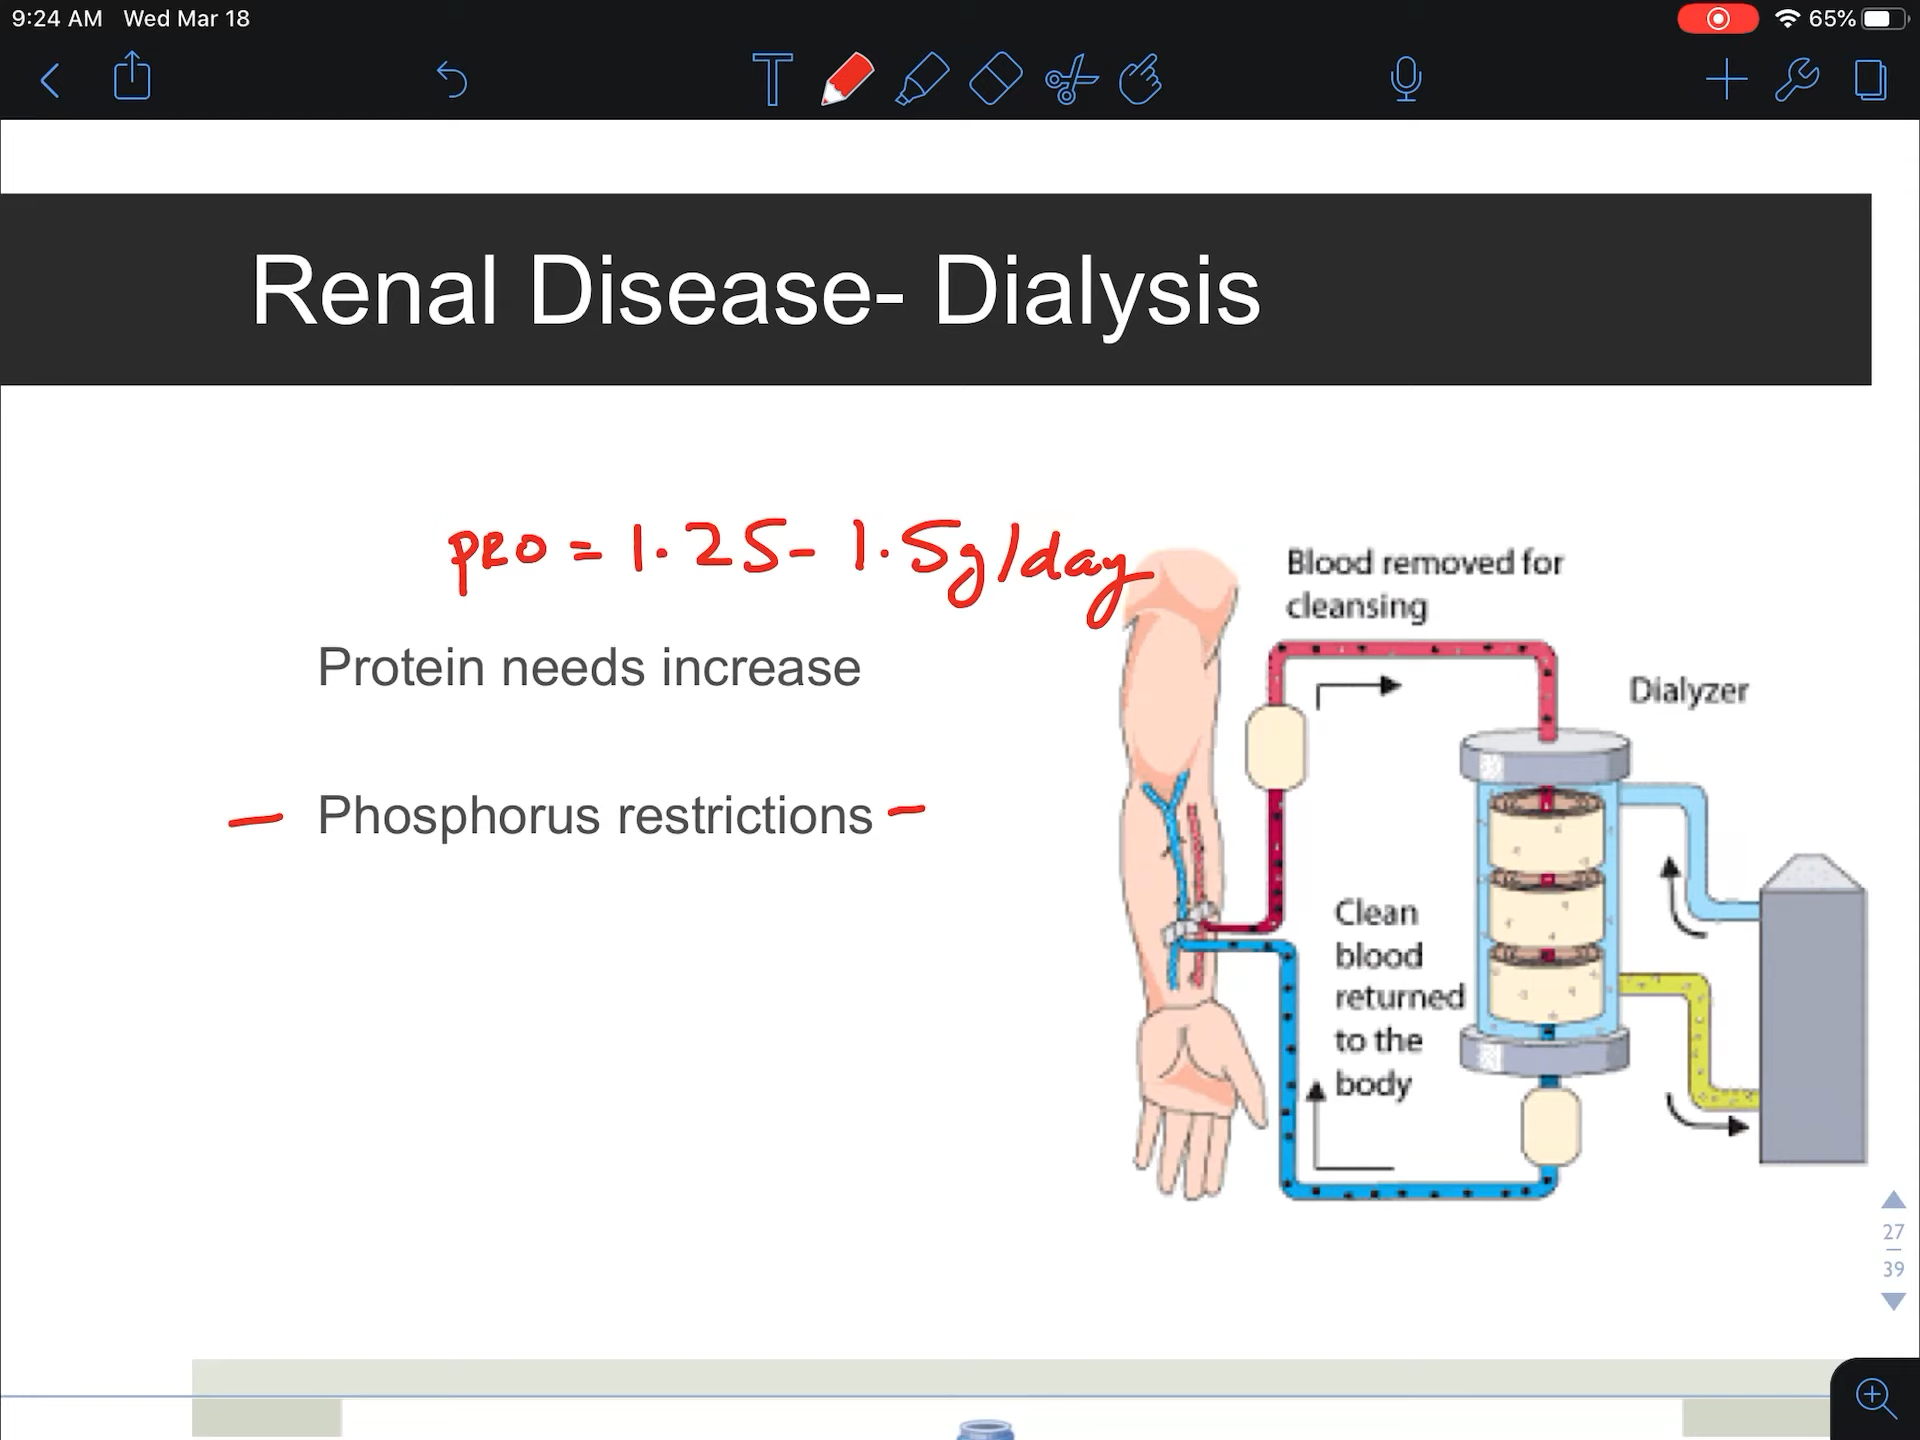 9:24 AM Wed Mar 18
65%
Renal Disease- Dialysis
PRO = 1.25- 1.5g/day
Protein needs increase
Phosphorus restrictions
Blood removed for
cleansing
Dialyzer
Clean
blood
returned
to the
body
27
39